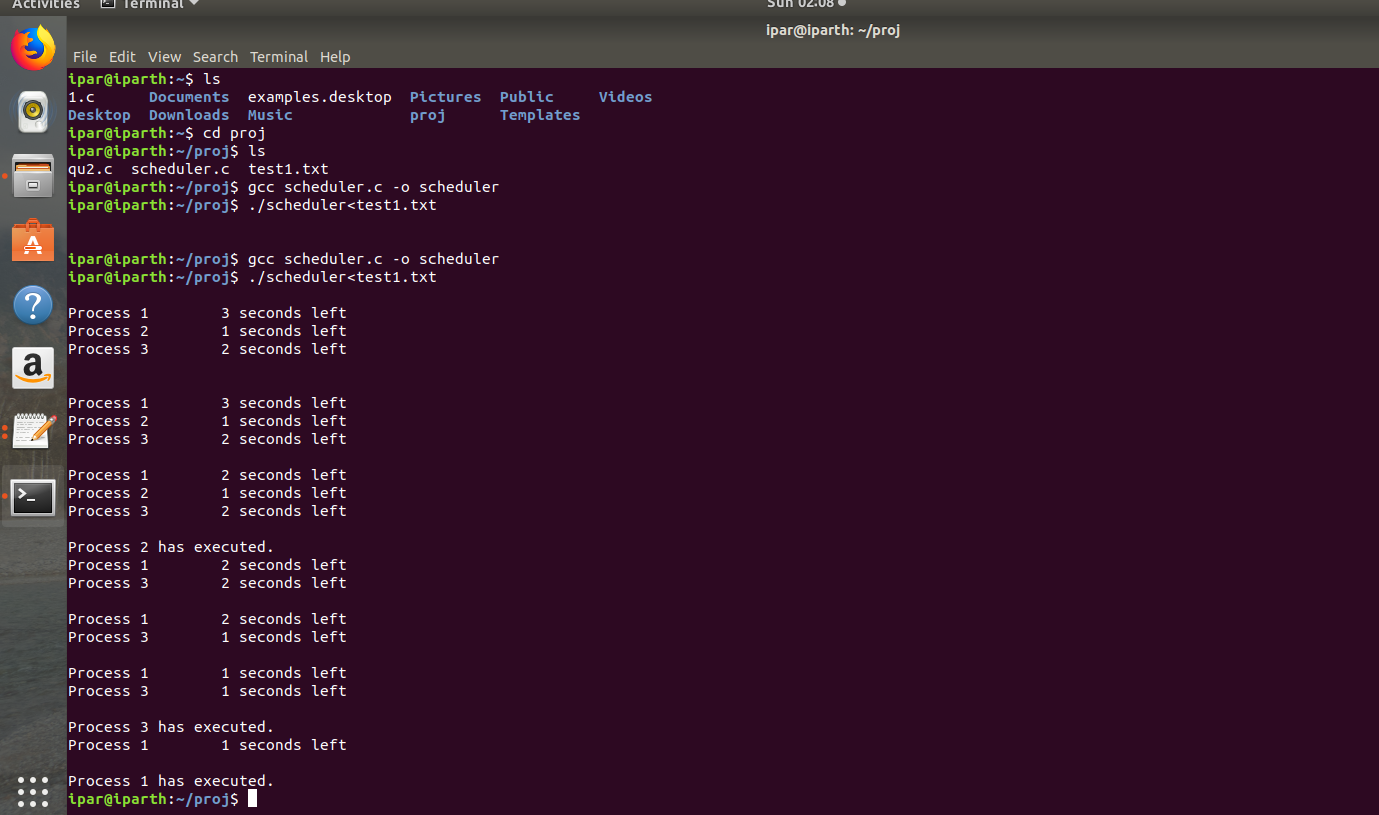 Activities Terminal Sun 02:08
ipar@iparth: ~/proj
File Edit View Search Terminal Help
ipar@iparth:~$ ls
1.c      Documents  examples.desktop  Pictures  Public     Videos
Desktop  Downloads  Music             proj      Templates
ipar@iparth:~$ cd proj
ipar@iparth:~/proj$ ls
qu2.c  scheduler.c  test1.txt
ipar@iparth:~/proj$ gcc scheduler.c -o scheduler
ipar@iparth:~/proj$ ./scheduler<test1.txt
ipar@iparth:~/proj$ gcc scheduler.c -o scheduler
ipar@iparth:~/proj$ ./scheduler<test1.txt
Process 1        3 seconds left
Process 2        1 seconds left
Process 3        2 seconds left
Process 1        3 seconds left
Process 2        1 seconds left
Process 3        2 seconds left
Process 1        2 seconds left
Process 2        1 seconds left
Process 3        2 seconds left
Process 2 has executed.
Process 1        2 seconds left
Process 3        2 seconds left
Process 1        2 seconds left
Process 3        1 seconds left
Process 1        1 seconds left
Process 3        1 seconds left
Process 3 has executed.
Process 1        1 seconds left
Process 1 has executed.
ipar@iparth:~/proj$